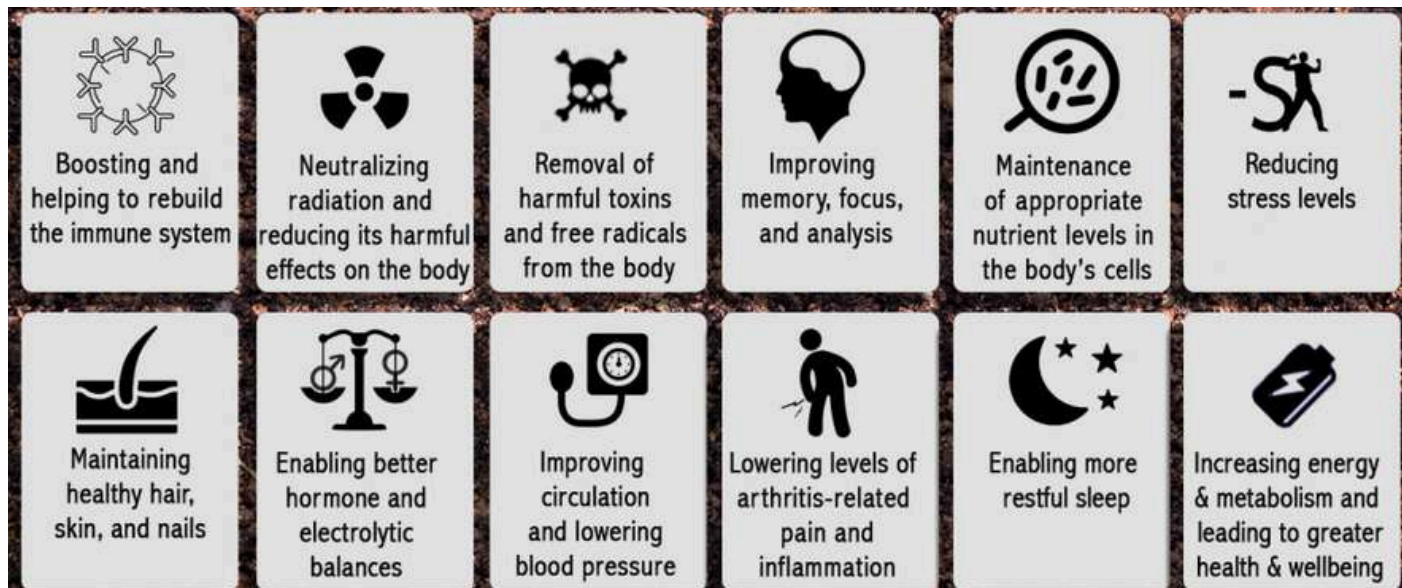 Boosting and
helping to rebuild
the immune system
Neutralizing
radiation and
reducing its harmful
effects on the body
Removal of
harmful toxins
and free radicals
from the body
Improving
memory, focus,
and analysis
Maintenance
of appropriate
nutrient levels in
the body's cells
-S
Reducing
stress levels
Maintaining
healthy hair,
skin, and nails
Enabling better
hormone and
electrolytic
balances
Improving
circulation
and lowering
blood pressure
Lowering levels of
arthritis-related
pain and
inflammation
Enabling more
restful sleep
Increasing energy
& metabolism and
leading to greater
health & wellbeing